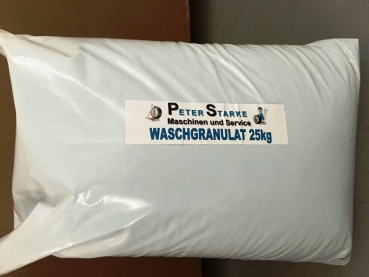 PETER STARKE
Maschinen und Service
WASCHGRANULAT 25kg